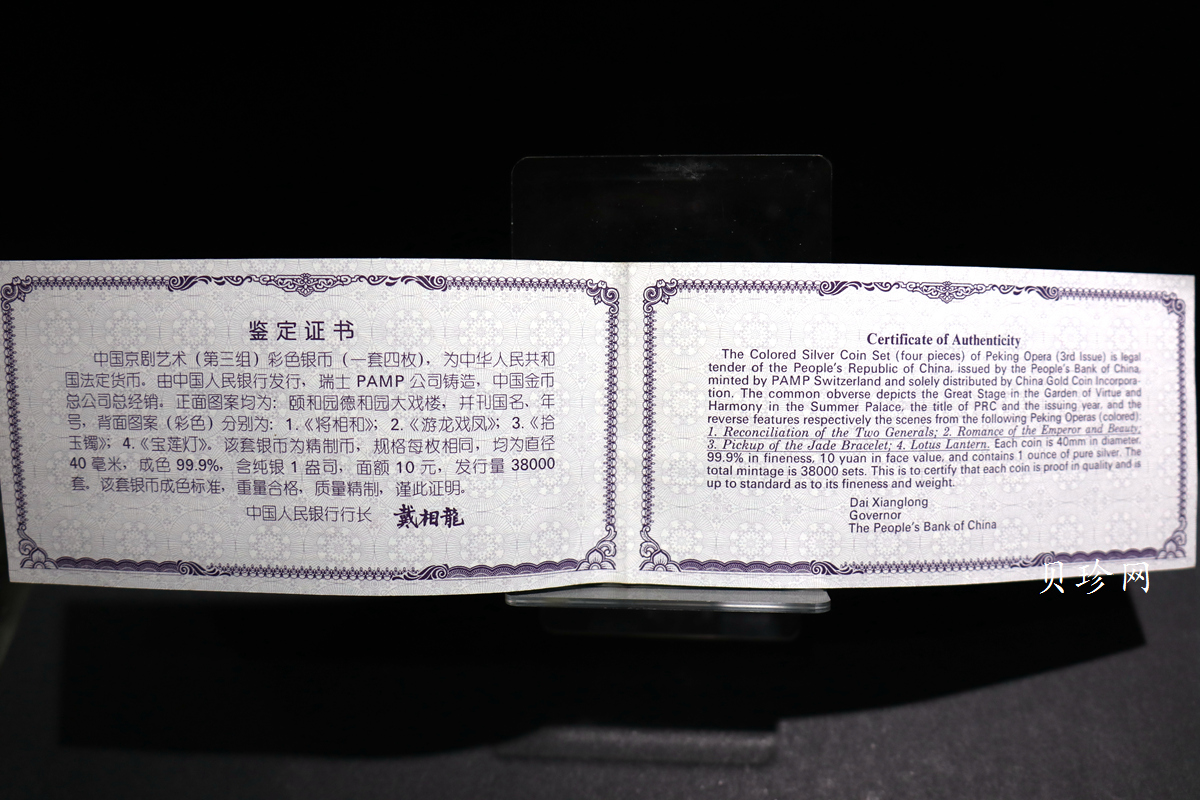 鉴定证书
中国京剧艺术（第三组）彩色银币（一套四枚），为中华人民共和
国法定货币。由中国人民银行发行，瑞士 PAMP 公司铸造，中国金币
总公司总经销。正面图案均为：颐和园德和园大戏楼，并刊国名、年
号，背面图案（彩色）分别为：1.《将相和》；2.《游龙戏凤》；3.《拾
玉镯》；4.《宝莲灯》。该套银币为精制币，规格每枚相同，均为直径
40 毫米，成色 99.9%，含纯银 1 盎司，面额 10 元，发行量 38000
套。该套银币成色标准，重量合格，质量精制，谨此证明。
中国人民银行行长 戴相龍
Certificate of Authenticity
The Colored Silver Coin Set (four pieces) of Peking Opera (3rd Issue) is legal
tender of the People's Republic of China, issued by the People's Bank of China,
minted by PAMP Switzerland and solely distributed by China Gold Coin Incorpora-
tion. The common obverse depicts the Great Stage in the Garden of Virtue and
Harmony in the Summer Palace, the title of PRC and the issuing year, and the
reverse features respectively the scenes from the following Peking Operas (colored):
1. Reconciliation of the Two Generals; 2. Romance of the Emperor and Beauty;
3. Pickup of the Jade Bracelet; 4. Lotus Lantern. Each coin is 40mm in diameter,
99.9% in fineness, 10 yuan in face value, and contains 1 ounce of pure silver. The
total mintage is 38000 sets. This is to certify that each coin is proof in quality and is
up to standard as to its fineness and weight.
Dai Xianglong
Governor
The People's Bank of China
贝珍网